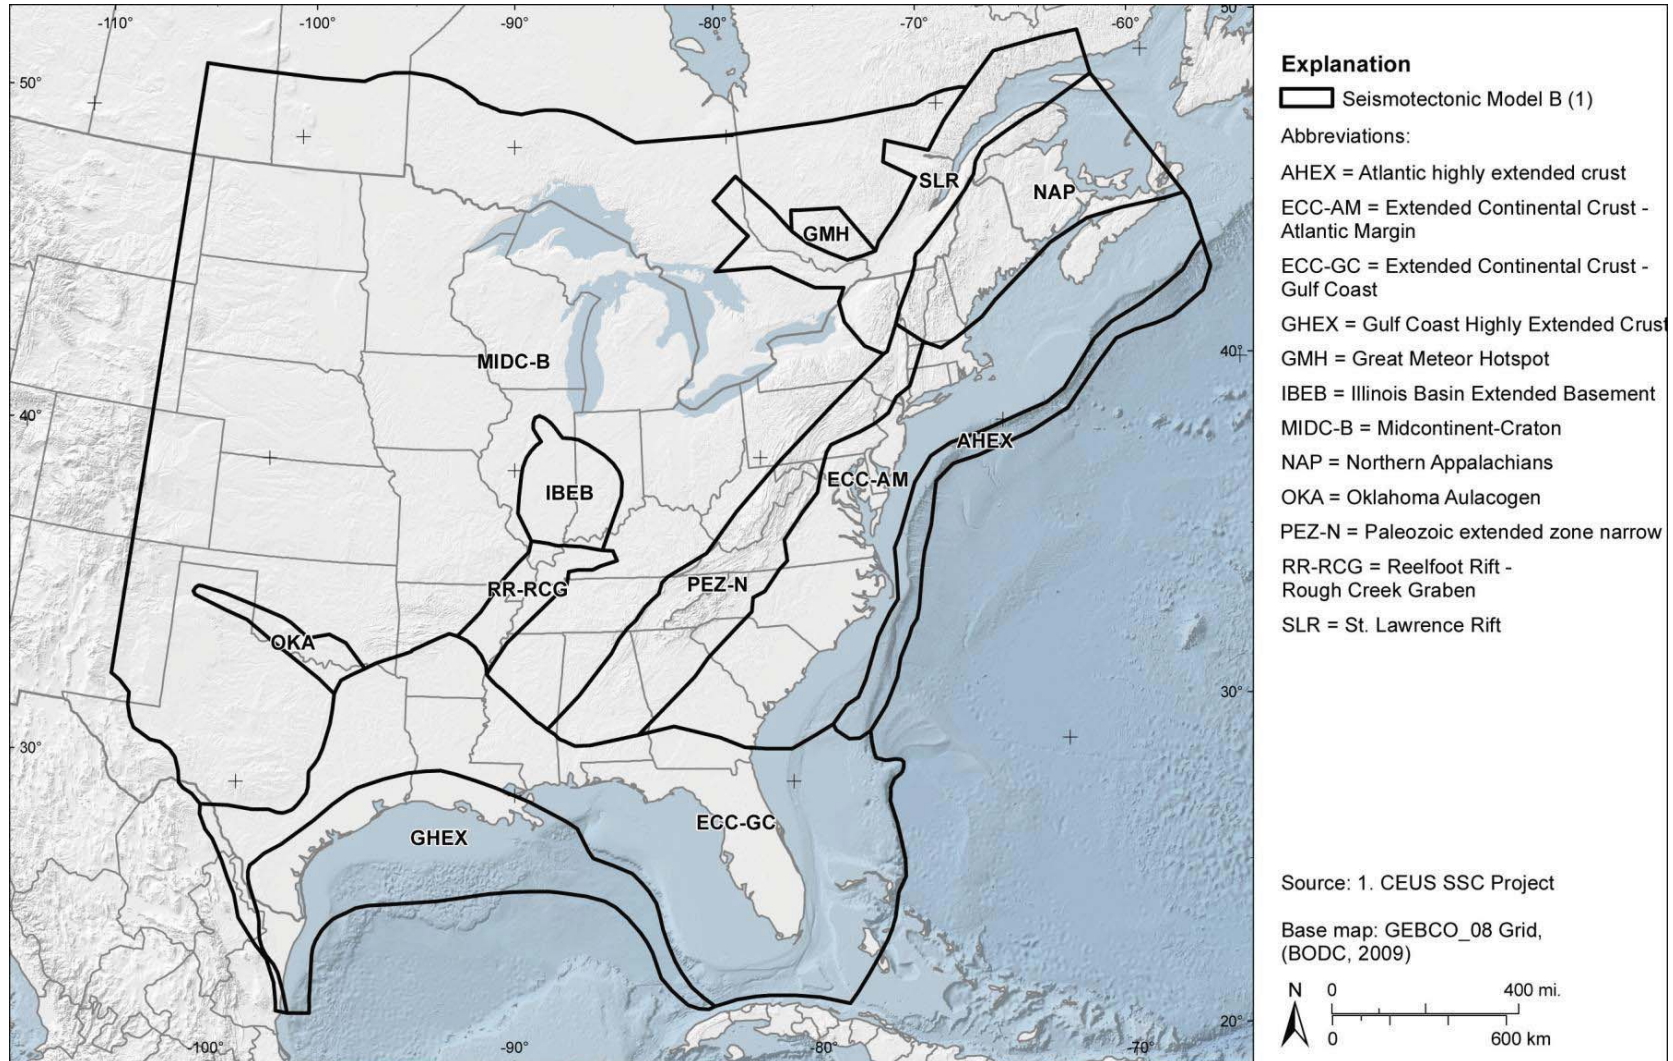 -110° -100° -90° -80° -70° -60° 50°
50°
SLR
NAP
GMH
40°
MIDC-B
40°
AHEX
ECC-AM
IBEB
RR-RCG
PEZ-N
OKA
30°
30°
ECC-GC
GHEX
20°
-100° -90° -80° -70°
Explanation
Seismotectonic Model B (1)
Abbreviations:
AHEX = Atlantic highly extended crust
ECC-AM = Extended Continental Crust -
Atlantic Margin
ECC-GC = Extended Continental Crust -
Gulf Coast
GHEX = Gulf Coast Highly Extended Crust
GMH = Great Meteor Hotspot
IBEB = Illinois Basin Extended Basement
MIDC-B = Midcontinent-Craton
NAP = Northern Appalachians
OKA = Oklahoma Aulacogen
PEZ-N = Paleozoic extended zone narrow
RR-RCG = Reelfoot Rift -
Rough Creek Graben
SLR = St. Lawrence Rift
Source: 1. CEUS SSC Project
Base map: GEBCO_08 Grid,
(BODC, 2009)
N 0 400 mi.
0 600 km